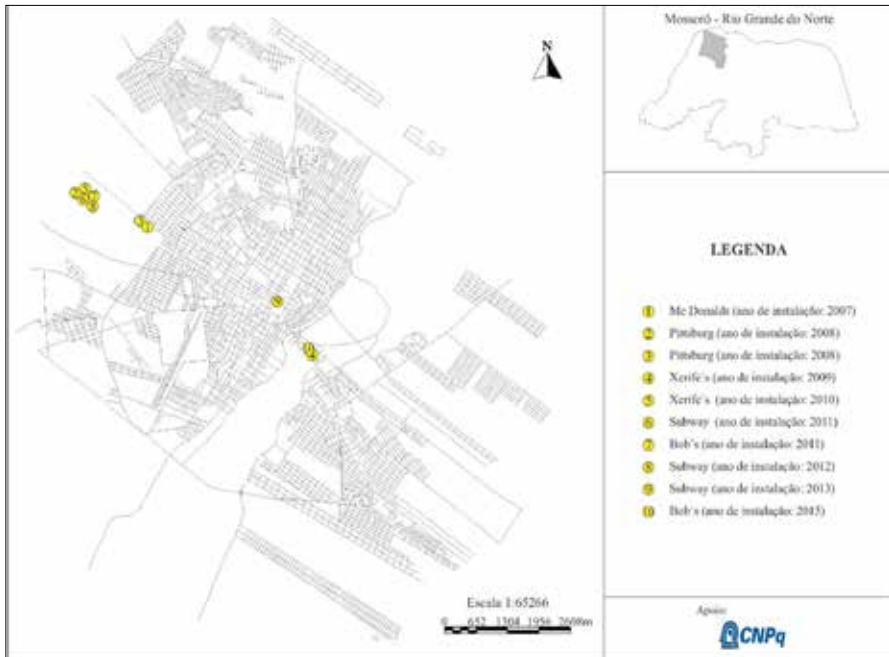 Mossoró - Rio Grande do Norte
N
LEGENDA
1 Mc Donalds (ano de instalação: 2007)
2 Pittsburg (ano de instalação: 2008)
3 Pittsburg (ano de instalação: 2008)
4 Xerife's (ano de instalação: 2009)
5 Xerife's (ano de instalação: 2010)
6 Subway (ano de instalação: 2011)
7 Bob's (ano de instalação: 2011)
8 Subway (ano de instalação: 2012)
9 Subway (ano de instalação: 2013)
10 Bob's (ano de instalação: 2015)
Escala 1:65266
0 652 1304 1956 2608m
Apoio:
CNPq